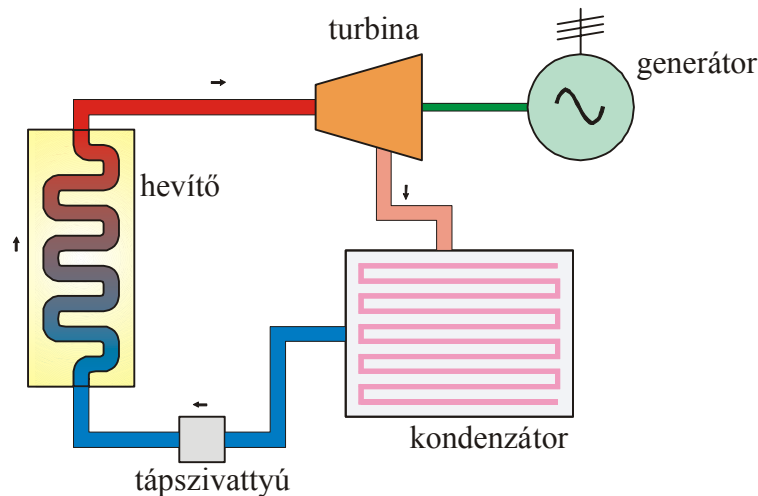 turbina
generátor
hevítő
kondenzátor
tápszivattyú